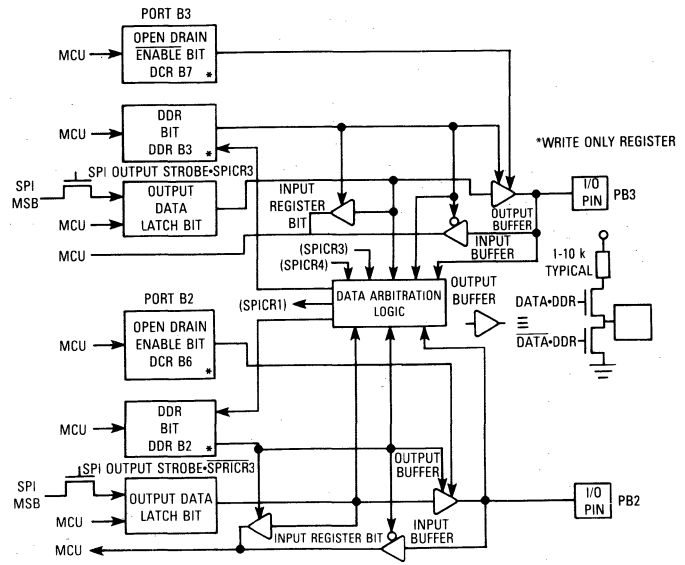 PORT B3
OPEN DRAIN
ENABLE BIT
DCR B7
*
MCU
DDR
BIT
DDR B3
*
MCU
*WRITE ONLY REGISTER
SPI OUTPUT STROBE•SPICR3
SPI
MSB
OUTPUT
DATA
LATCH BIT
MCU
MCU
INPUT
REGISTER
BIT
OUTPUT
BUFFER
INPUT
BUFFER
I/O
PIN
PB3
(SPICR3)
(SPICR4)
(SPICR1)
DATA ARBITRATION
LOGIC
OUTPUT
BUFFER
≡
1-10 k
TYPICAL
DATA•DDR
DATA•DDR
PORT B2
OPEN DRAIN
ENABLE BIT
DCR B6
*
MCU
DDR
BIT
DDR B2
*
MCU
SPI OUTPUT STROBE•SPRICR3
SPI
MSB
OUTPUT DATA
LATCH BIT
MCU
MCU
INPUT REGISTER BIT
OUTPUT
BUFFER
INPUT
BUFFER
I/O
PIN
PB2